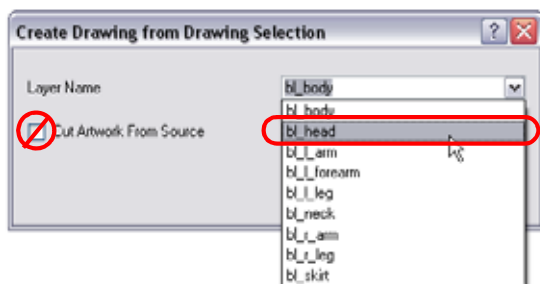 Create Drawing from Drawing Selection
Layer Name
bl_body
Cut Artwork From Source
bl_body
bl_head
bl_l_arm
bl_l_forearm
bl_l_leg
bl_neck
bl_r_arm
bl_r_leg
bl_skirt